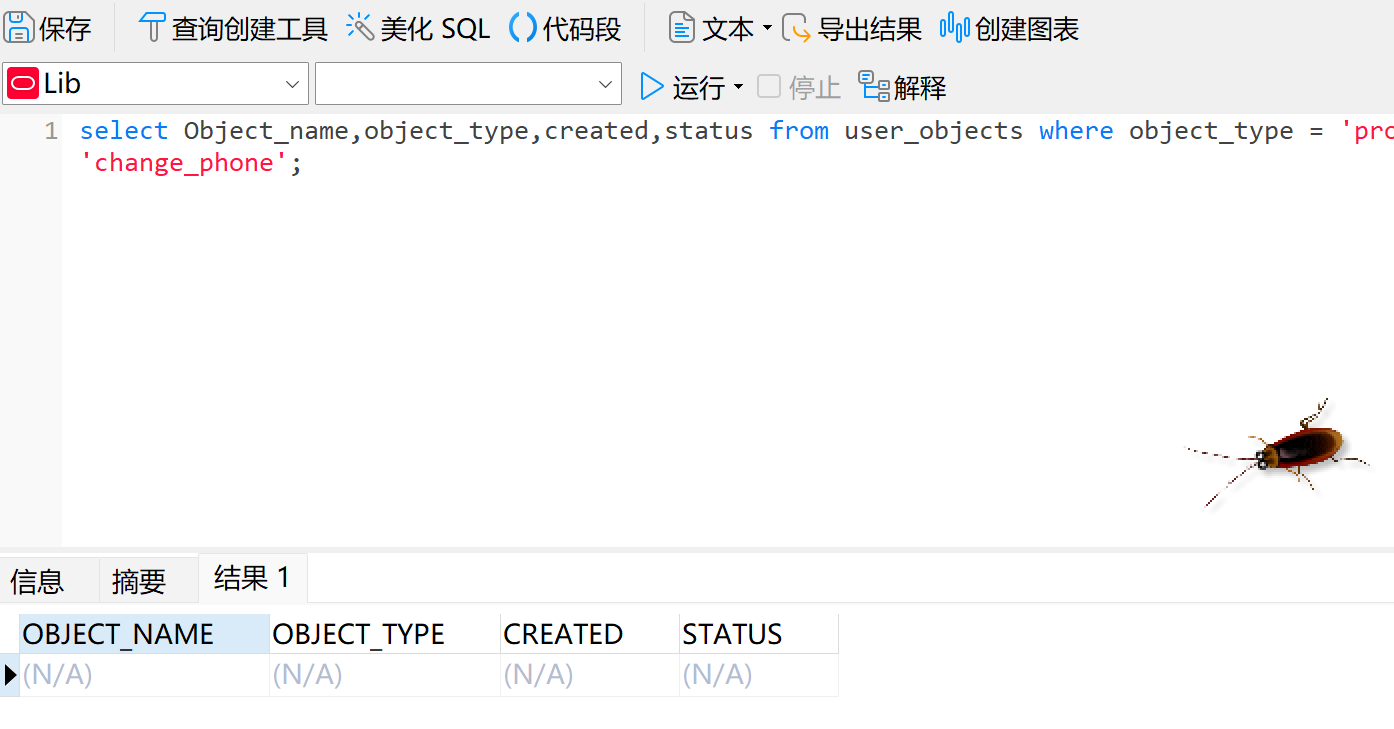 保存 查询创建工具 美化 SQL 代码段 文本 导出结果 创建图表
Lib 运行 停止 解释
1 select Object_name,object_type,created,status from user_objects where object_type = 'pro
'change_phone';
信息 摘要 结果 1
OBJECT_NAME OBJECT_TYPE CREATED STATUS
(N/A) (N/A) (N/A) (N/A)